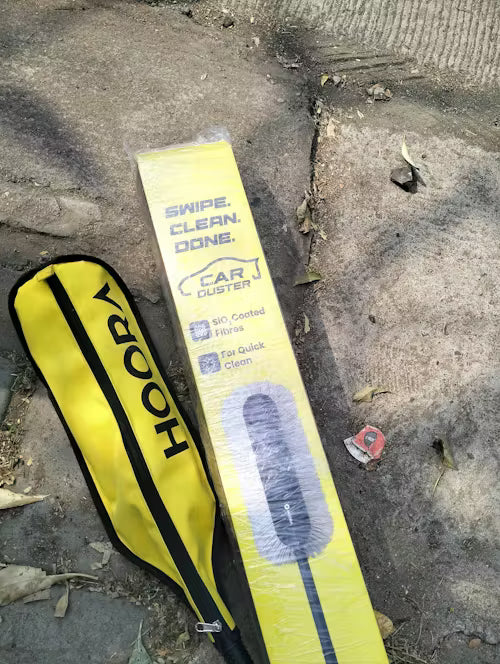 SWIPE.
CLEAN.
DONE.
CAR
DUSTER
SiO₂ Coated
Fibres
For Quick
Clean
HOORA